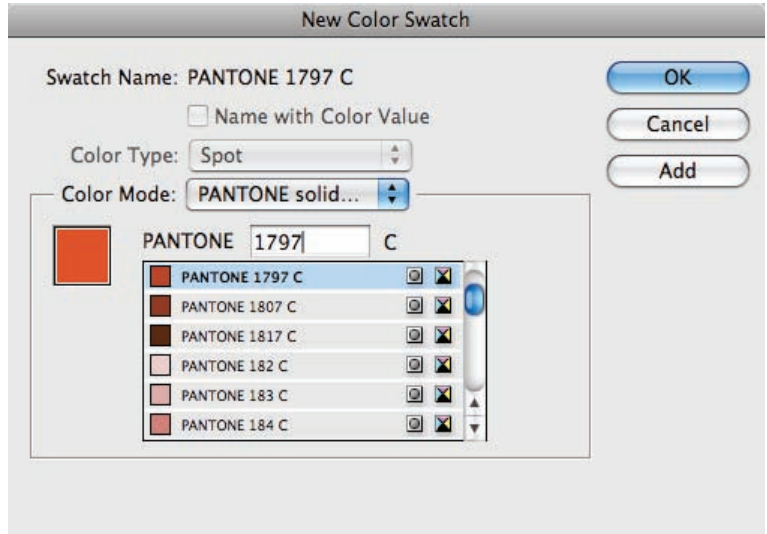 New Color Swatch
Swatch Name: PANTONE 1797 C
OK
Name with Color Value
Cancel
Color Type: Spot
Add
Color Mode: PANTONE solid...
PANTONE 1797 C
PANTONE 1797 C
PANTONE 1807 C
PANTONE 1817 C
PANTONE 182 C
PANTONE 183 C
PANTONE 184 C